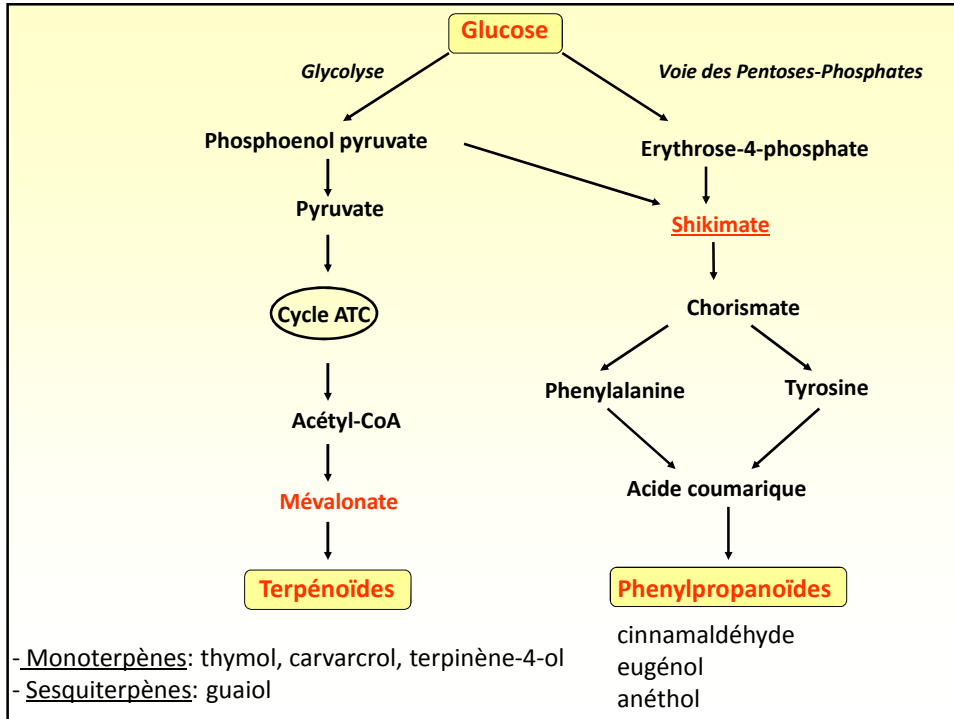 Glucose
Glycolyse
Voie des Pentoses-Phosphates
Phosphoenol pyruvate
Erythrose-4-phosphate
Pyruvate
Shikimate
Cycle ATC
Chorismate
Phenylalanine
Tyrosine
Acétyl-CoA
Acide coumarique
Mévalonate
Terpénoïdes
Phenylpropanoïdes
- Monoterpènes: thymol, carvarcrol, terpinène-4-ol
- Sesquiterpènes: guaiol
cinnamaldéhyde
eugénol
anéthol